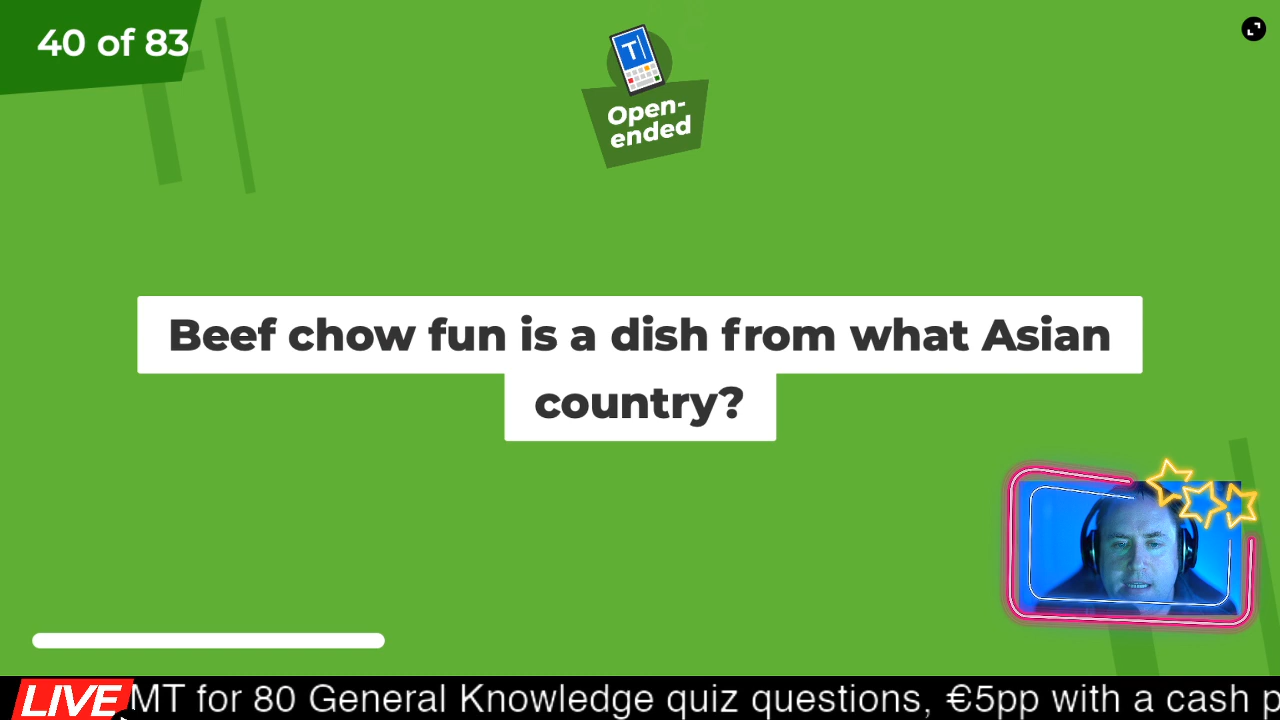 40 of 83
T
Open-
ended
Beef chow fun is a dish from what Asian
country?
LIVE
MT for 80 General Knowledge quiz questions, €5pp with a cash p